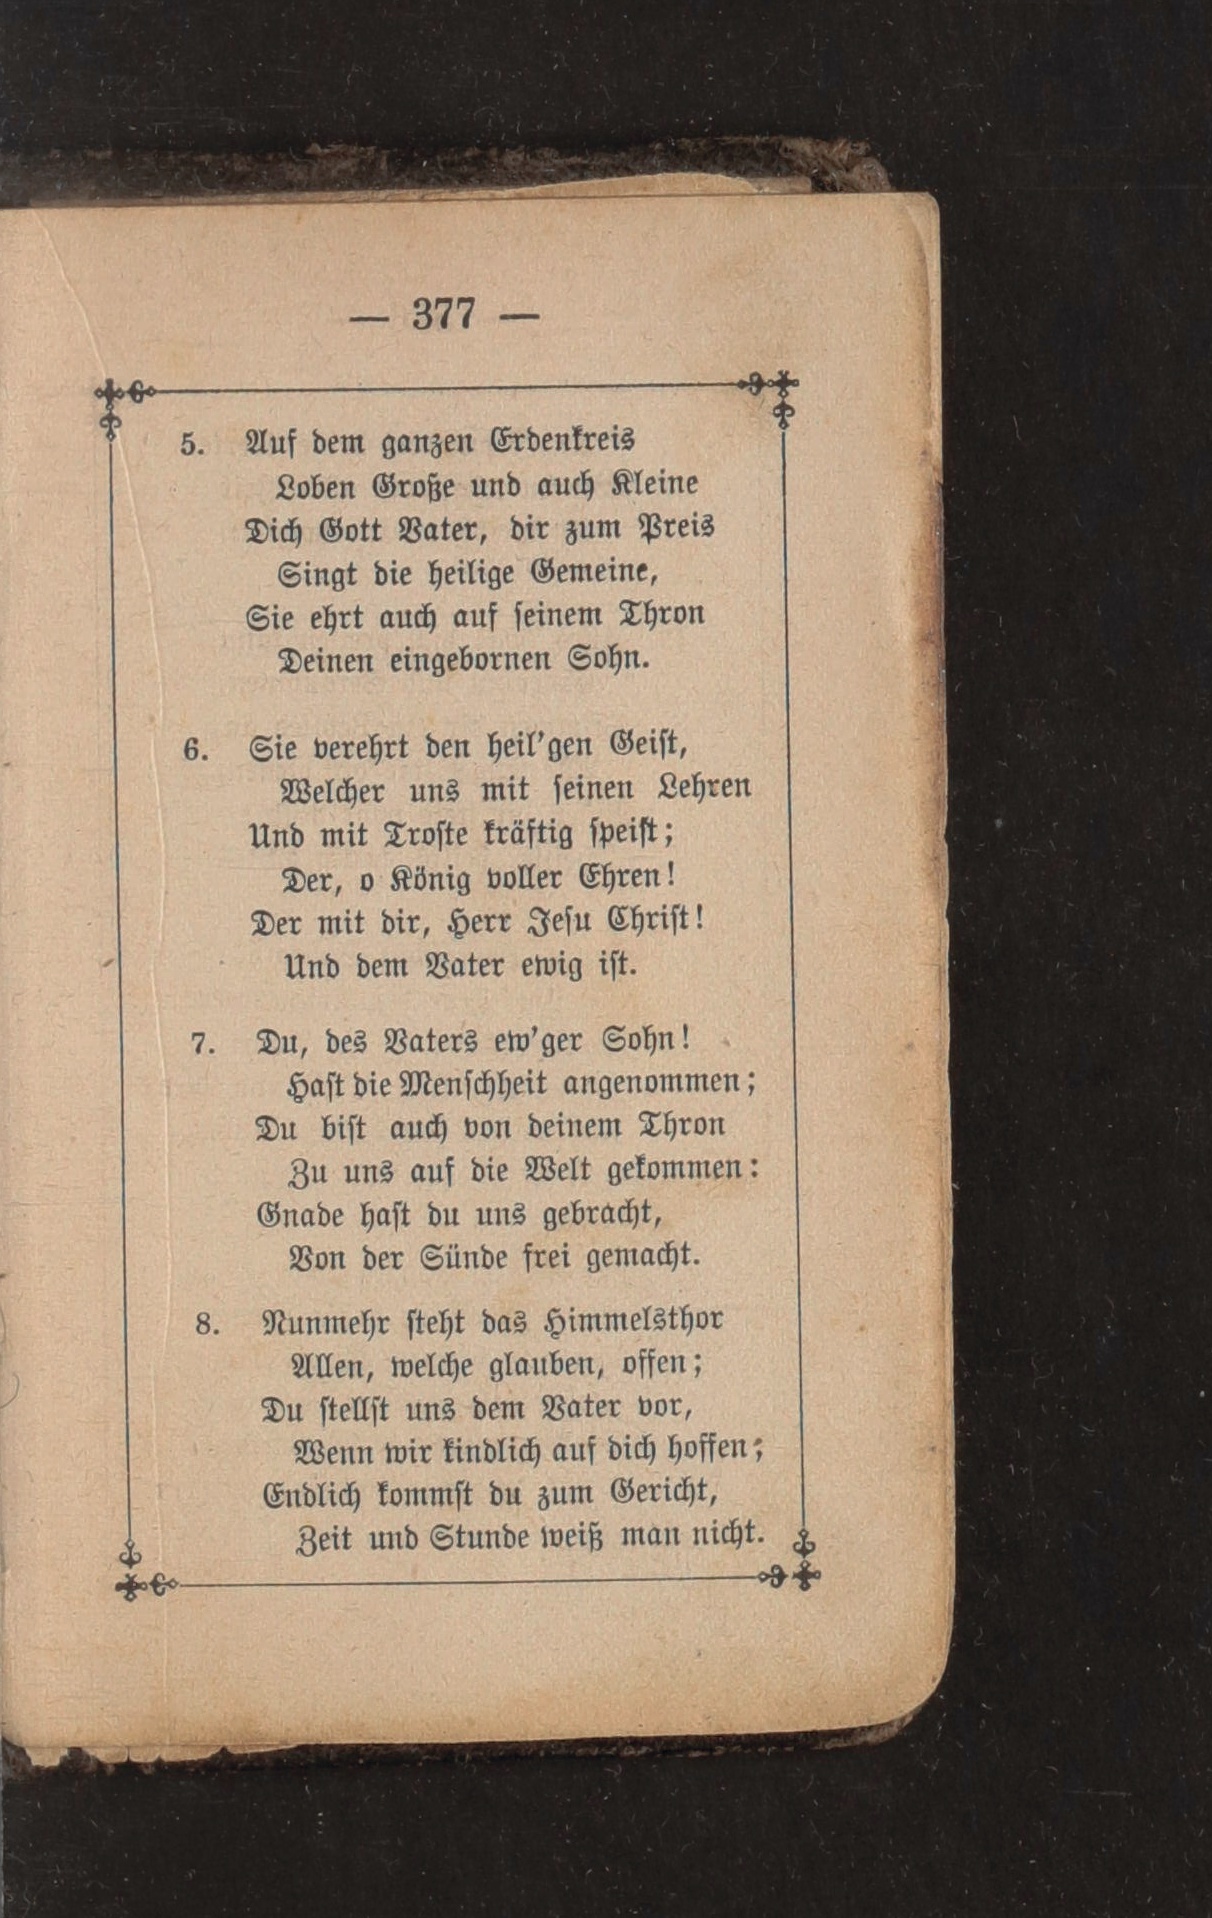 — 377 —
5. Auf dem ganzen Erdenkreis
Loben Große und auch Kleine
Dich Gott Vater, dir zum Preis
Singt die heilige Gemeine,
Sie ehrt auch auf seinem Thron
Deinen eingebornen Sohn.
6. Sie verehrt den heil'gen Geist,
Welcher uns mit seinen Lehren
Und mit Troste kräftig speist;
Der, o König voller Ehren!
Der mit dir, Herr Jesu Christ!
Und dem Vater ewig ist.
7. Du, des Vaters ew'ger Sohn!
Hast die Menschheit angenommen;
Du bist auch von deinem Thron
Zu uns auf die Welt gekommen:
Gnade hast du uns gebracht,
Von der Sünde frei gemacht.
8. Nunmehr steht das Himmelsthor
Allen, welche glauben, offen;
Du stellst uns dem Vater vor,
Wenn wir kindlich auf dich hoffen;
Endlich kommst du zum Gericht,
Zeit und Stunde weiß man nicht.